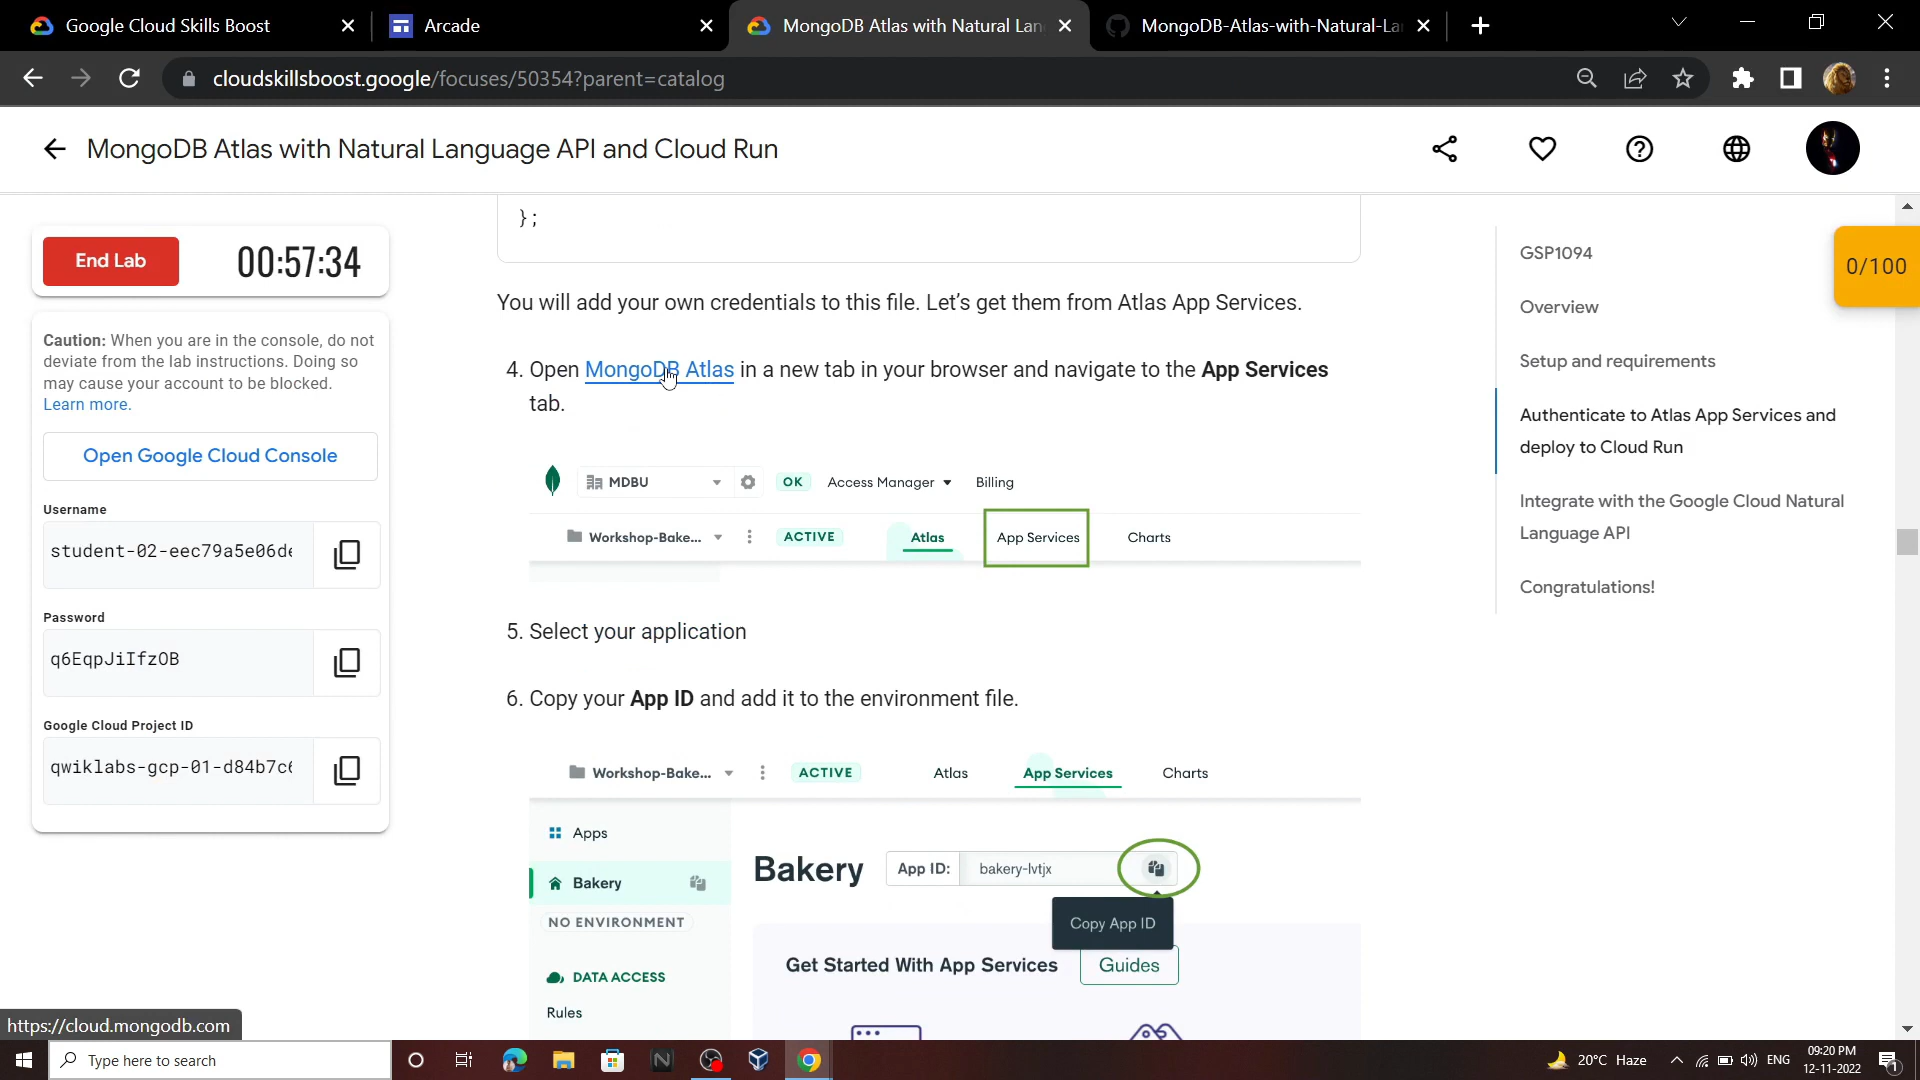 Google Cloud Skills Boost
Arcade
MongoDB Atlas with Natural Lan
MongoDB-Atlas-with-Natural-La
cloudskillsboost.google/focuses/50354?parent=catalog
MongoDB Atlas with Natural Language API and Cloud Run
End Lab
00:57:34
Caution: When you are in the console, do not
deviate from the lab instructions. Doing so
may cause your account to be blocked.
Learn more.
Open Google Cloud Console
Username
student-02-eec79a5e06de
Password
q6EqpJiIfzOB
Google Cloud Project ID
qwiklabs-gcp-01-d84b7c6
};
You will add your own credentials to this file. Let’s get them from Atlas App Services.
4. Open MongoDB Atlas in a new tab in your browser and navigate to the App Services
tab.
MDBU
OK
Access Manager
Billing
Workshop-Bake...
ACTIVE
Atlas
App Services
Charts
5. Select your application
6. Copy your App ID and add it to the environment file.
Workshop-Bake...
ACTIVE
Atlas
App Services
Charts
Apps
Bakery
NO ENVIRONMENT
DATA ACCESS
Rules
Bakery
App ID:
bakery-lvtjx
Copy App ID
Get Started With App Services
Guides
GSP1094
Overview
Setup and requirements
Authenticate to Atlas App Services and
deploy to Cloud Run
Integrate with the Google Cloud Natural
Language API
Congratulations!
0/100
https://cloud.mongodb.com
Type here to search
20°C Haze
ENG
09:20 PM
12-11-2022
1